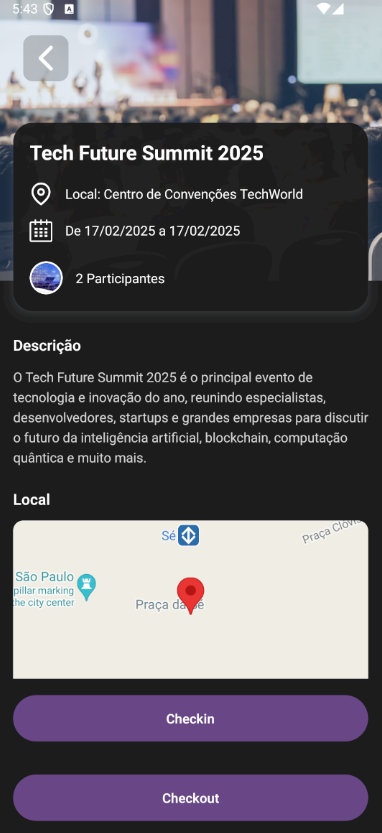 5:43
Tech Future Summit 2025
Local: Centro de Convenções TechWorld
De 17/02/2025 a 17/02/2025
2 Participantes
Descrição
O Tech Future Summit 2025 é o principal evento de
tecnologia e inovação do ano, reunindo especialistas,
desenvolvedores, startups e grandes empresas para discutir
o futuro da inteligência artificial, blockchain, computação
quântica e muito mais.
Local
Sé
Praça Clóvis
São Paulo
pillar marking
the city center
Praça da Sé
Checkin
Checkout